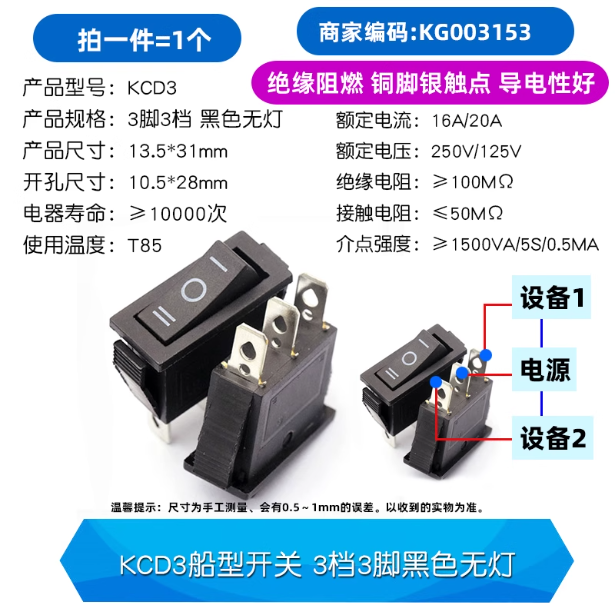 拍一件=1个
商家编码:KG003153
绝缘阻燃 铜脚银触点 导电性好
产品型号: KCD3
产品规格: 3脚3档 黑色无灯
产品尺寸: 13.5*31mm
开孔尺寸: 10.5*28mm
电器寿命: ≥10000次
使用温度: T85
额定电流: 16A/20A
额定电压: 250V/125V
绝缘电阻: ≥100MΩ
接触电阻: ≤50MΩ
介点强度: ≥1500VA/5S/0.5MA
设备1
电源
设备2
温馨提示: 尺寸为手工测量、会有0.5~1mm的误差。以收到的实物为准。
KCD3船型开关 3档3脚黑色无灯